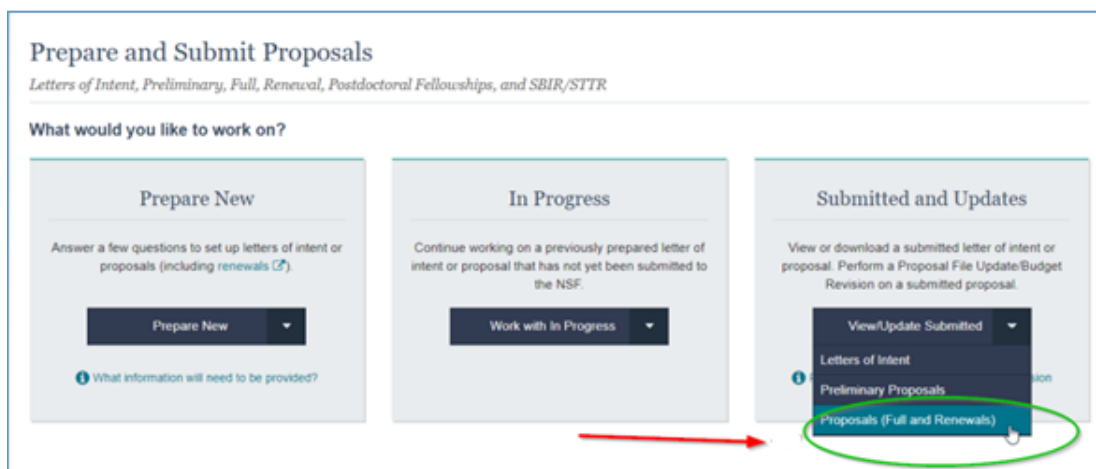 Prepare and Submit Proposals
Letters of Intent, Preliminary, Full, Renewal, Postdoctoral Fellowships, and SBIR/STTR
What would you like to work on?
Prepare New
Answer a few questions to set up letters of intent or
proposals (including renewals).
Prepare New
What information will need to be provided?
In Progress
Continue working on a previously prepared letter of
intent or proposal that has not yet been submitted to
the NSF.
Work with In Progress
Submitted and Updates
View or download a submitted letter of intent or
proposal. Perform a Proposal File Update/Budget
Revision on a submitted proposal.
View/Update Submitted
Letters of Intent
Preliminary Proposals
Proposals (Full and Renewals)